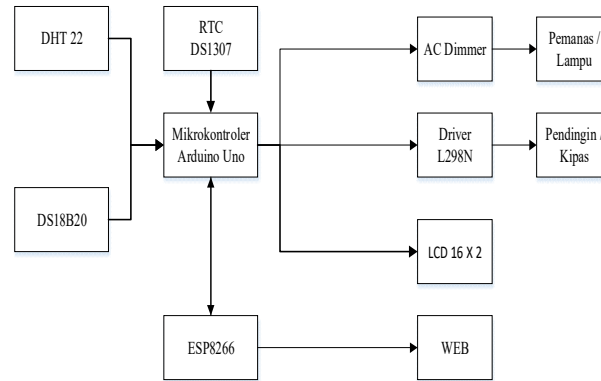 DHT 22
RTC
DS1307
AC Dimmer
Pemanas /
Lampu
Mikrokontroler
Arduino Uno
Driver
L298N
Pendingin /
Kipas
DS18B20
LCD 16 X 2
ESP8266
WEB